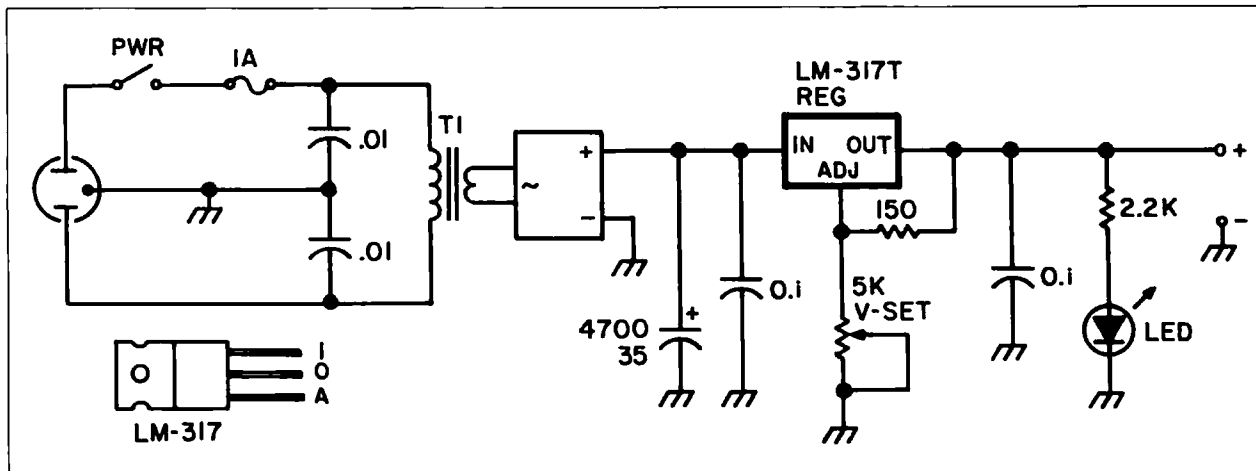 PWR
1A
.01
.01
T1
~
+
-
LM-317T
REG
IN OUT
ADJ
150
5K
V-SET
+
4700
35
0.1
0.1
2.2K
LED
+
-
I
O
A
LM-317